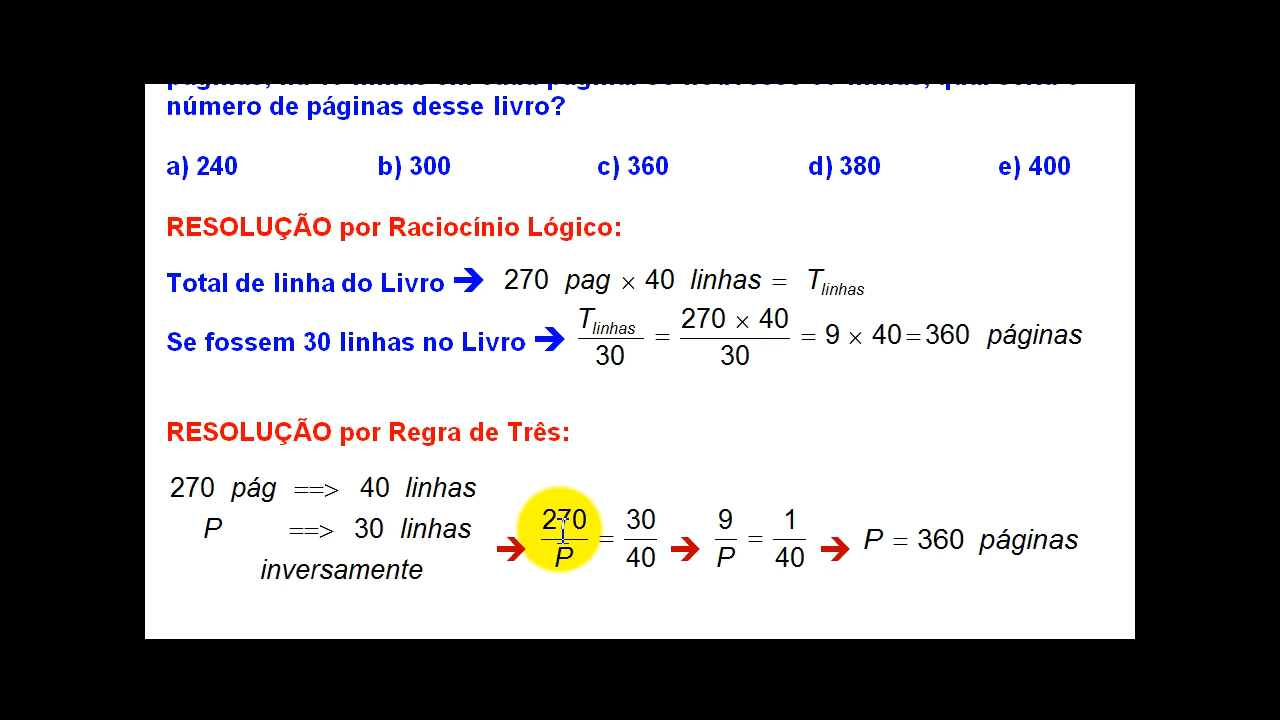 número de páginas desse livro?
a) 240 b) 300 c) 360 d) 380 e) 400
RESOLUÇÃO por Raciocínio Lógico:
Total de linha do Livro ➔ 270 pag × 40 linhas = T_linhas
Se fossem 30 linhas no Livro ➔ T_linhas/30 = 270 × 40/30 = 9 × 40 = 360 páginas
RESOLUÇÃO por Regra de Três:
270 pág ==> 40 linhas
P ==> 30 linhas
inversamente
➔ 270/P = 30/40 ➔ 9/P = 1/40 ➔ P = 360 páginas